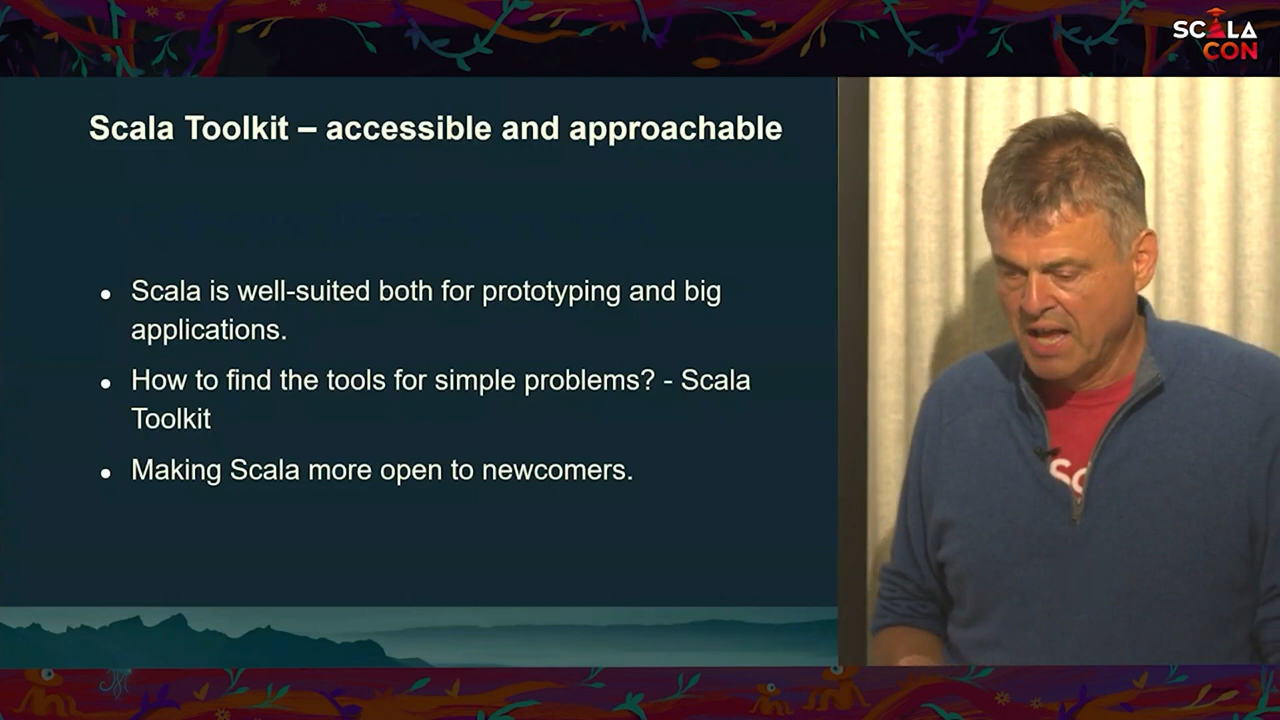 SCALA
CON
Scala Toolkit – accessible and approachable
Scala is well-suited both for prototyping and big
applications.
How to find the tools for simple problems? - Scala
Toolkit
Making Scala more open to newcomers.